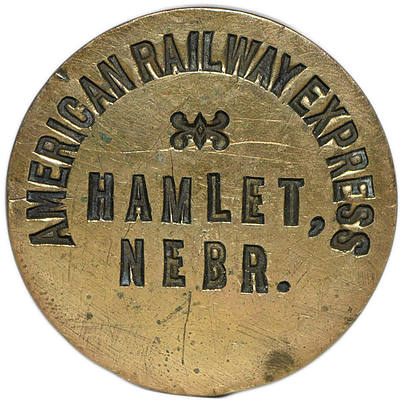 AMERICAN RAILWAY EXPRESS
HAMLET,
NEBR.